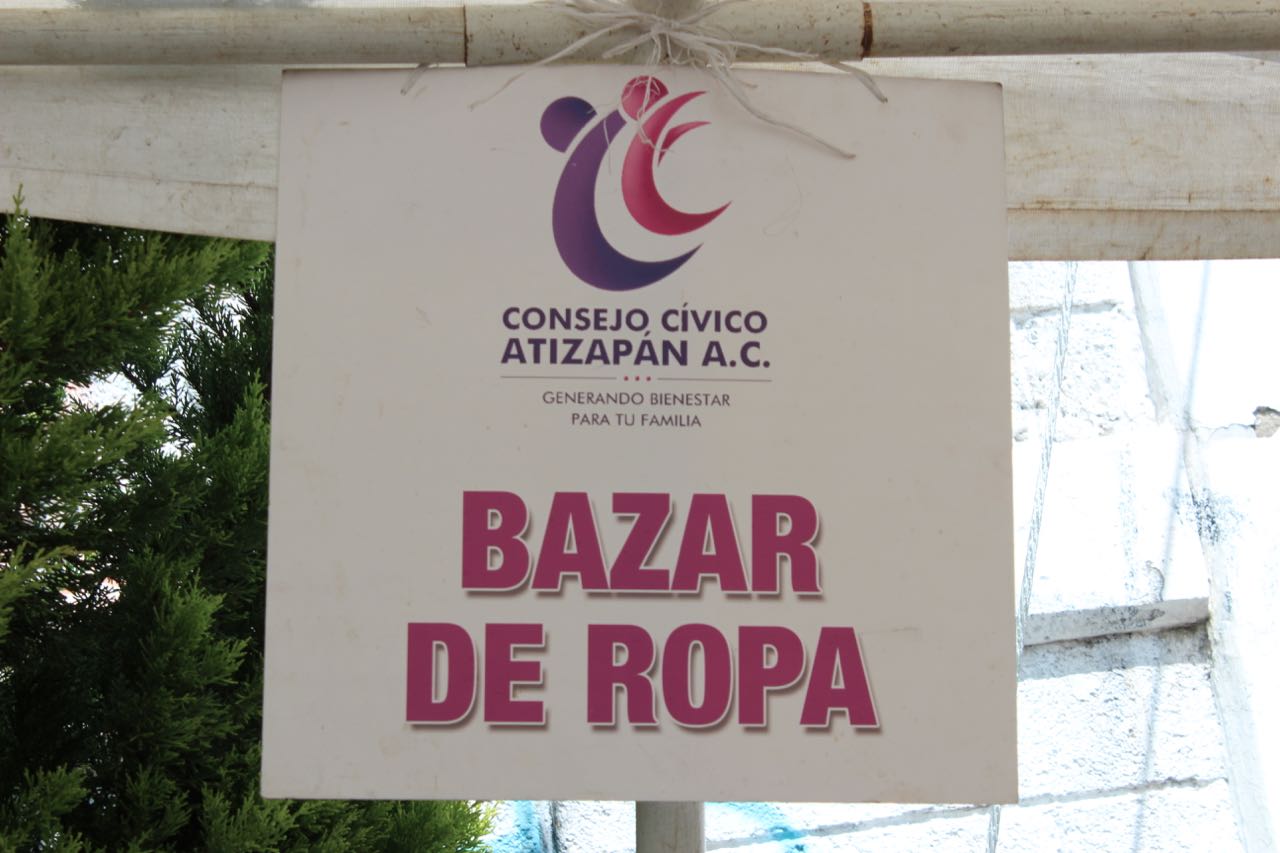 CONSEJO CÍVICO
ATIZAPÁN A.C.
GENERANDO BIENESTAR
PARA TU FAMILIA
BAZAR
DE ROPA